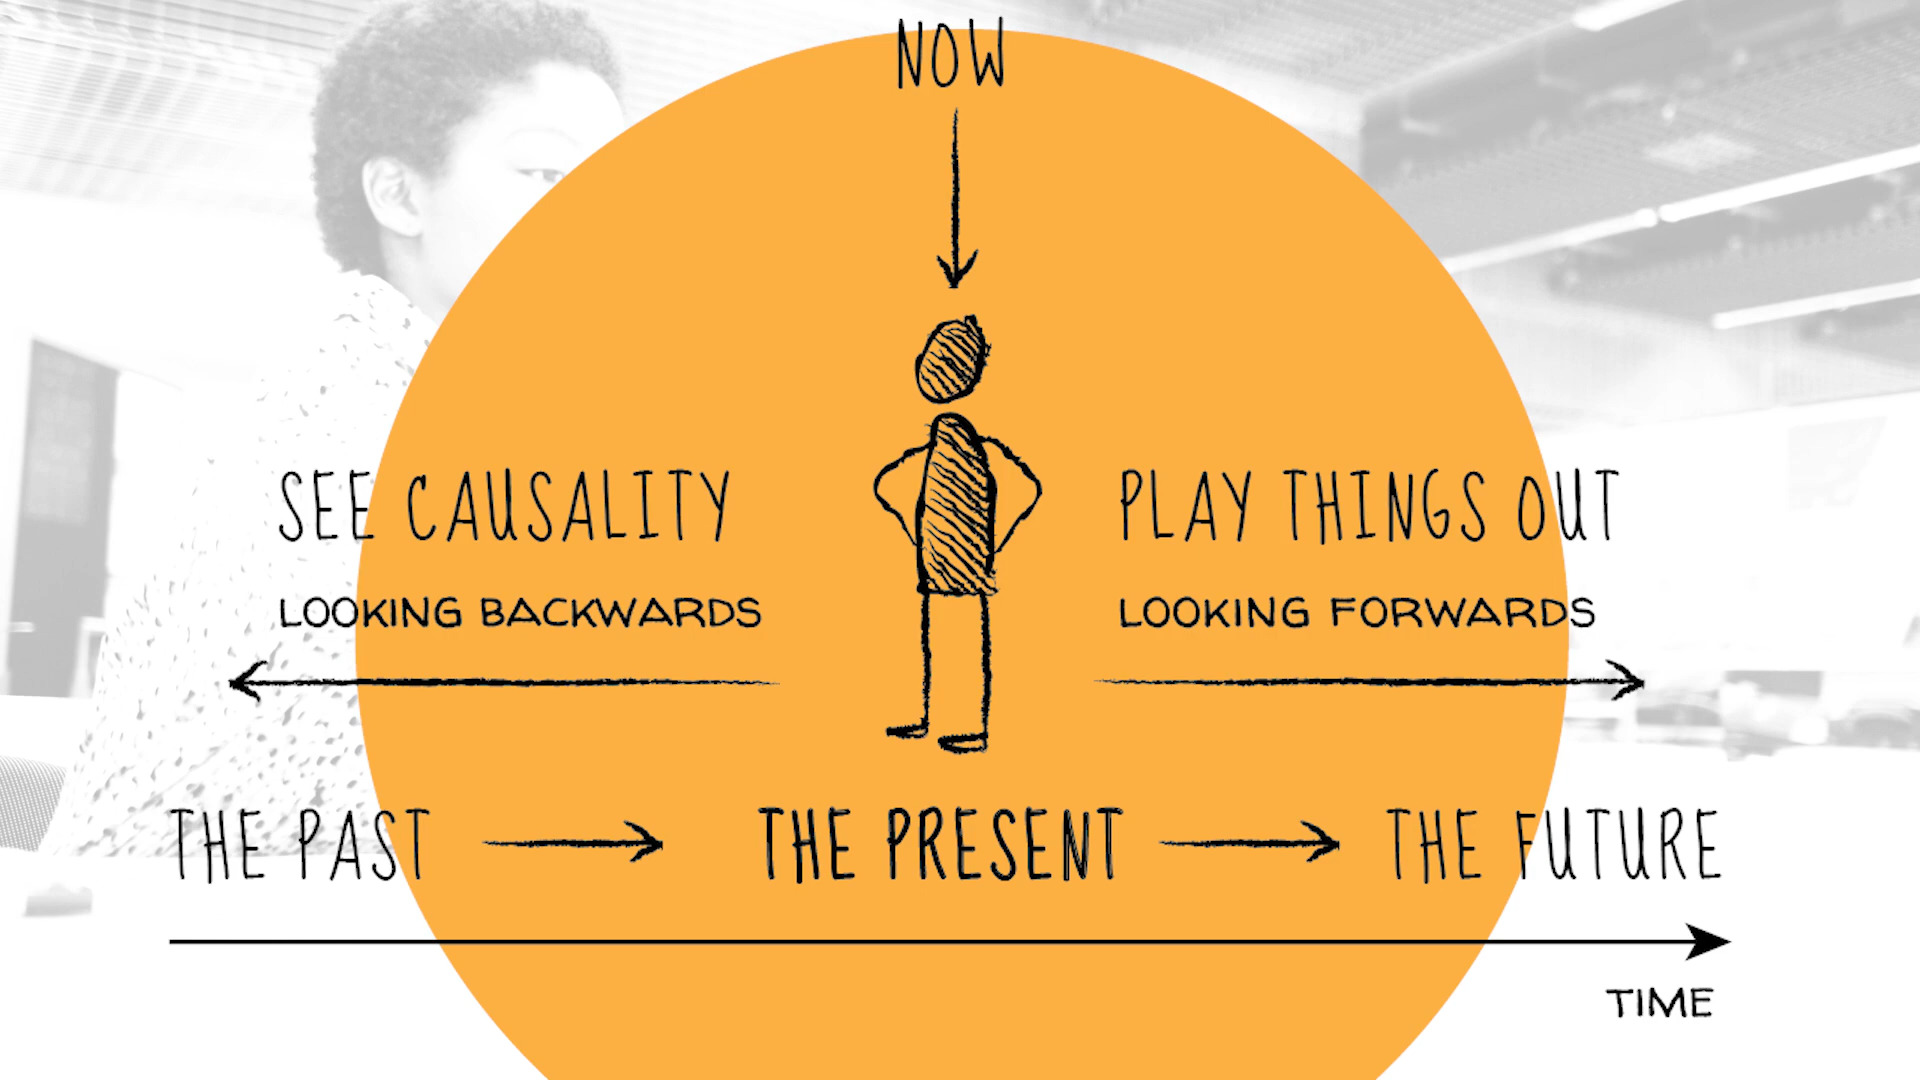 NOW
SEE CAUSALITY
LOOKING BACKWARDS
PLAY THINGS OUT
LOOKING FORWARDS
THE PAST
THE PRESENT
THE FUTURE
TIME